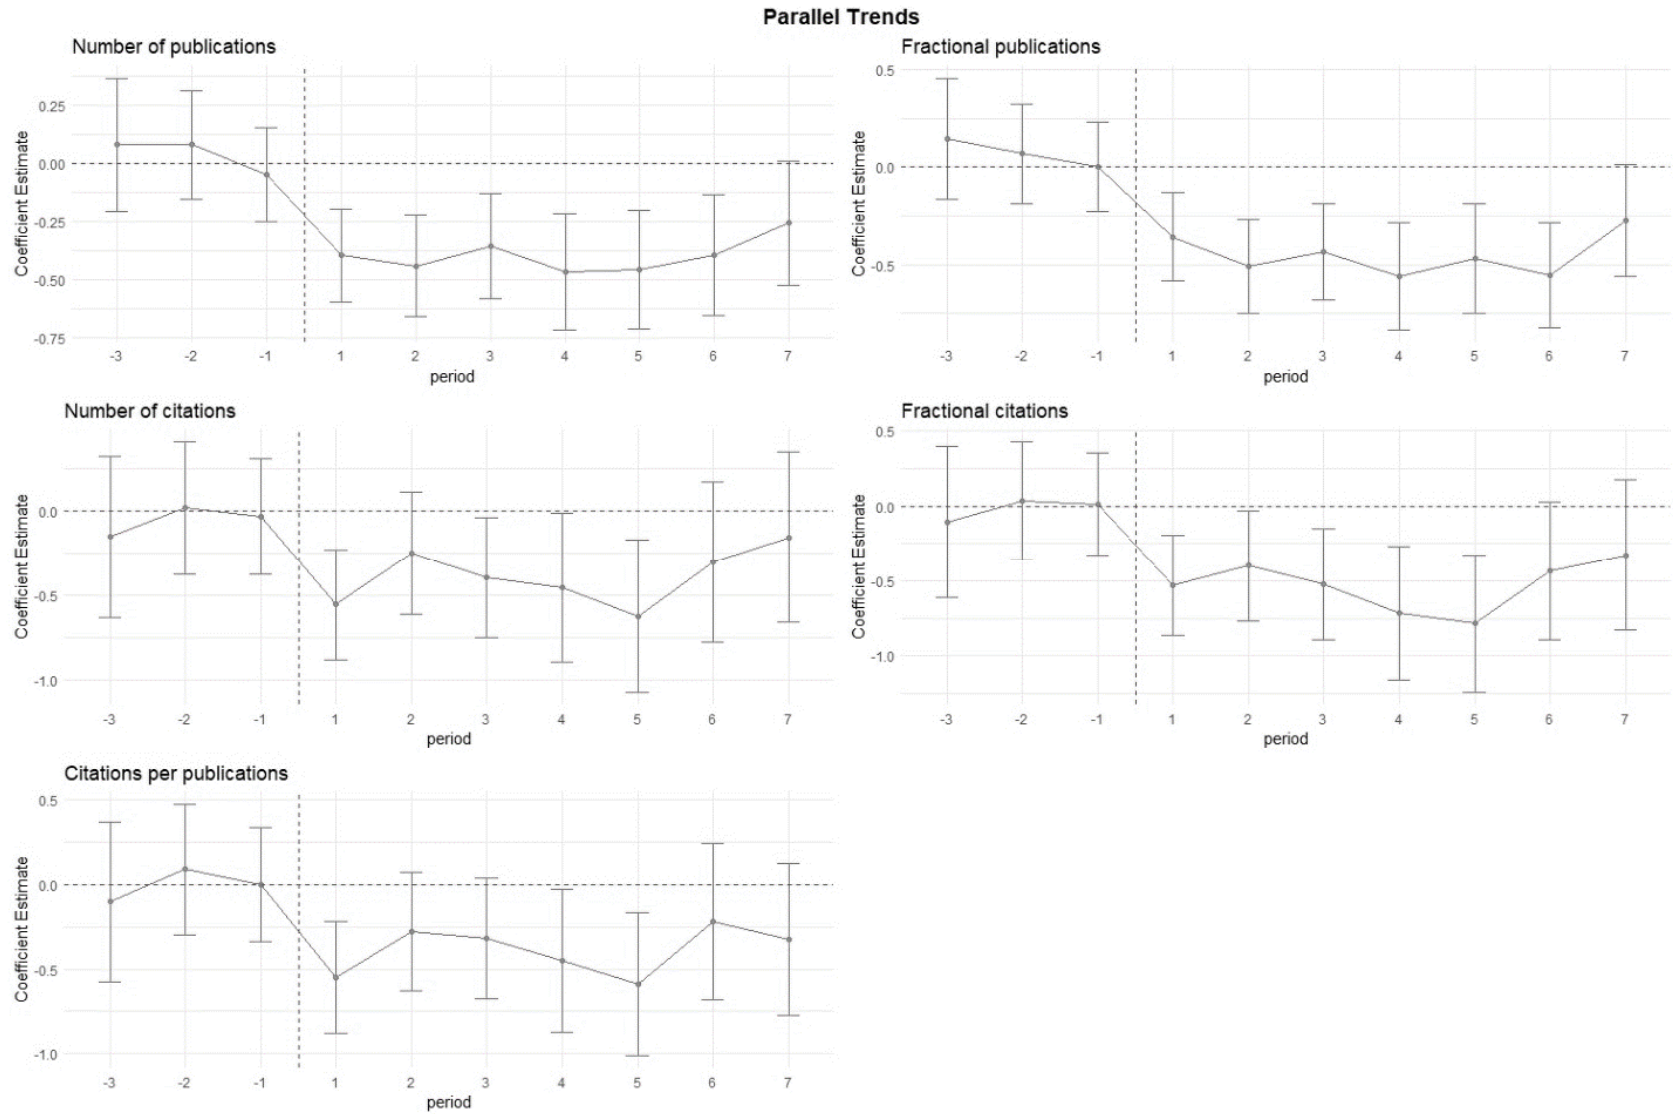 Parallel Trends
Number of publications
Coefficient Estimate
0.25
0.00
-0.25
-0.50
-0.75
-3 -2 -1 1 2 3 4 5 6 7
period
Fractional publications
Coefficient Estimate
0.5
0.0
-0.5
-3 -2 -1 1 2 3 4 5 6 7
period
Number of citations
Coefficient Estimate
0.0
-0.5
-1.0
-3 -2 -1 1 2 3 4 5 6 7
period
Fractional citations
Coefficient Estimate
0.5
0.0
-0.5
-1.0
-3 -2 -1 1 2 3 4 5 6 7
period
Citations per publications
Coefficient Estimate
0.5
0.0
-0.5
-1.0
-3 -2 -1 1 2 3 4 5 6 7
period